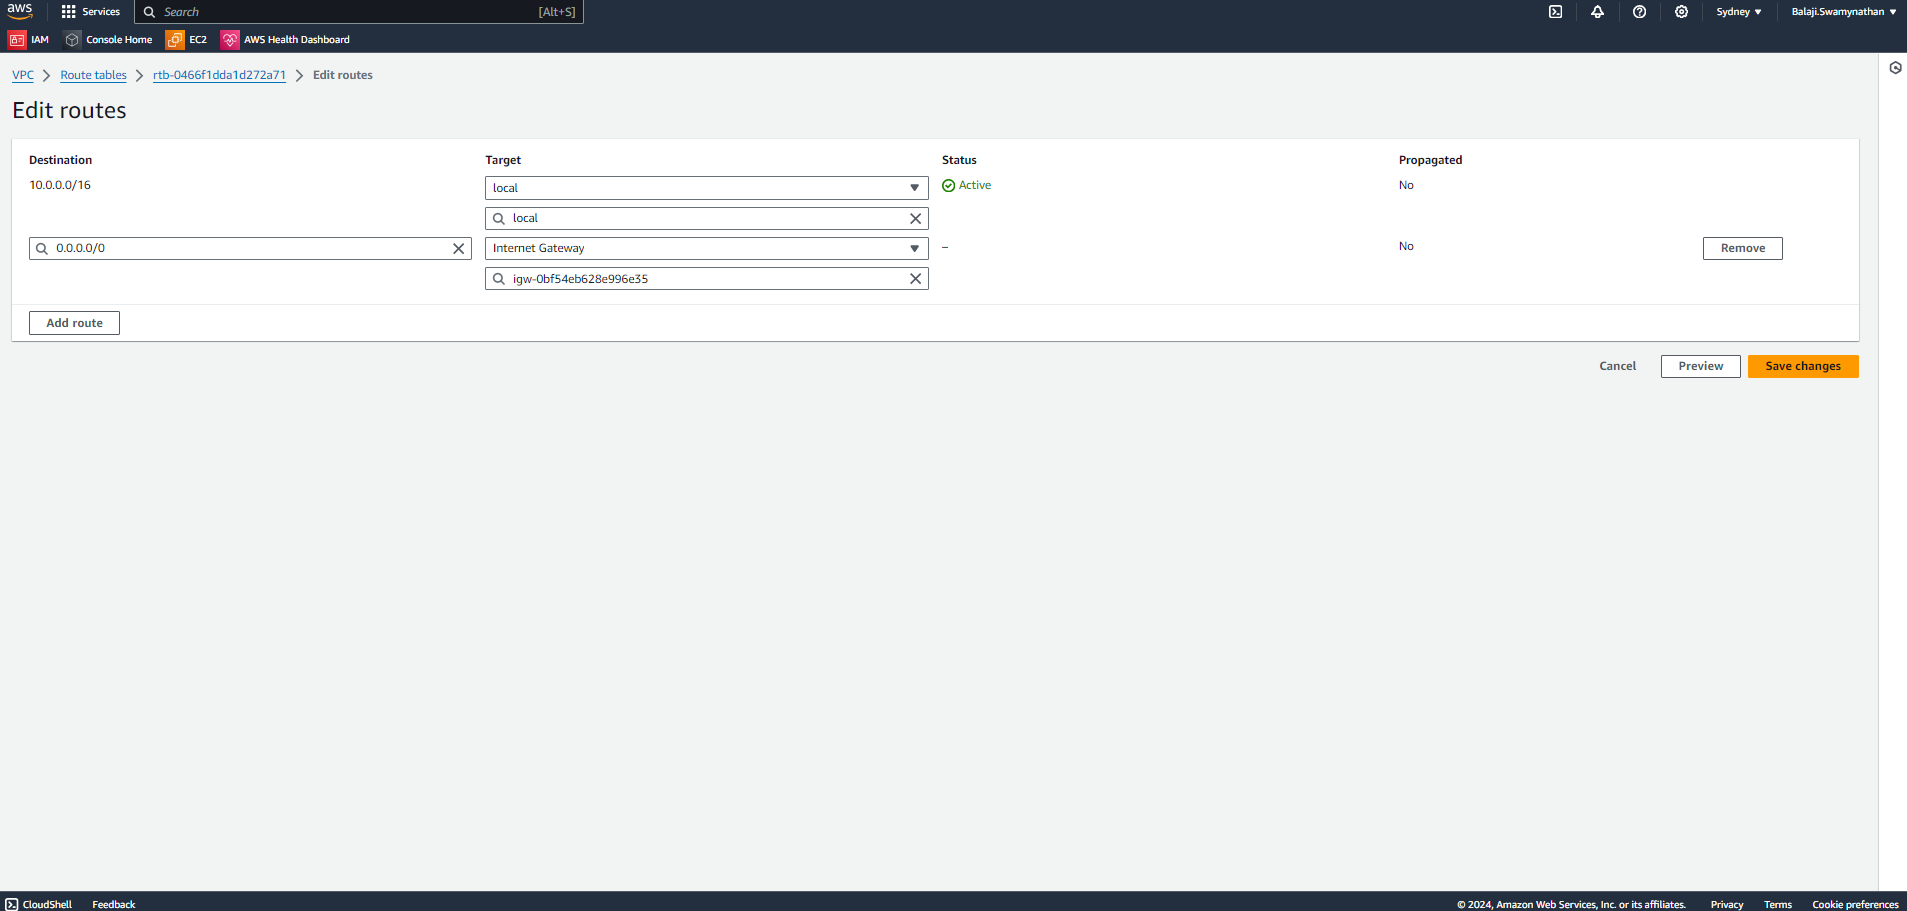 aws
Services
Search
[Alt+S]
Sydney ▼
Balaji.Swamynathan ▼
IAM
Console Home
EC2
AWS Health Dashboard
VPC > Route tables > rtb-0466f1dda1d272a71 > Edit routes
Edit routes
Destination Target Status Propagated
10.0.0.0/16 local Active No
local
0.0.0.0/0 Internet Gateway – No Remove
igw-0bf54eb628e996e35
Add route
Cancel Preview Save changes
CloudShell Feedback © 2024, Amazon Web Services, Inc. or its affiliates. Privacy Terms Cookie preferences